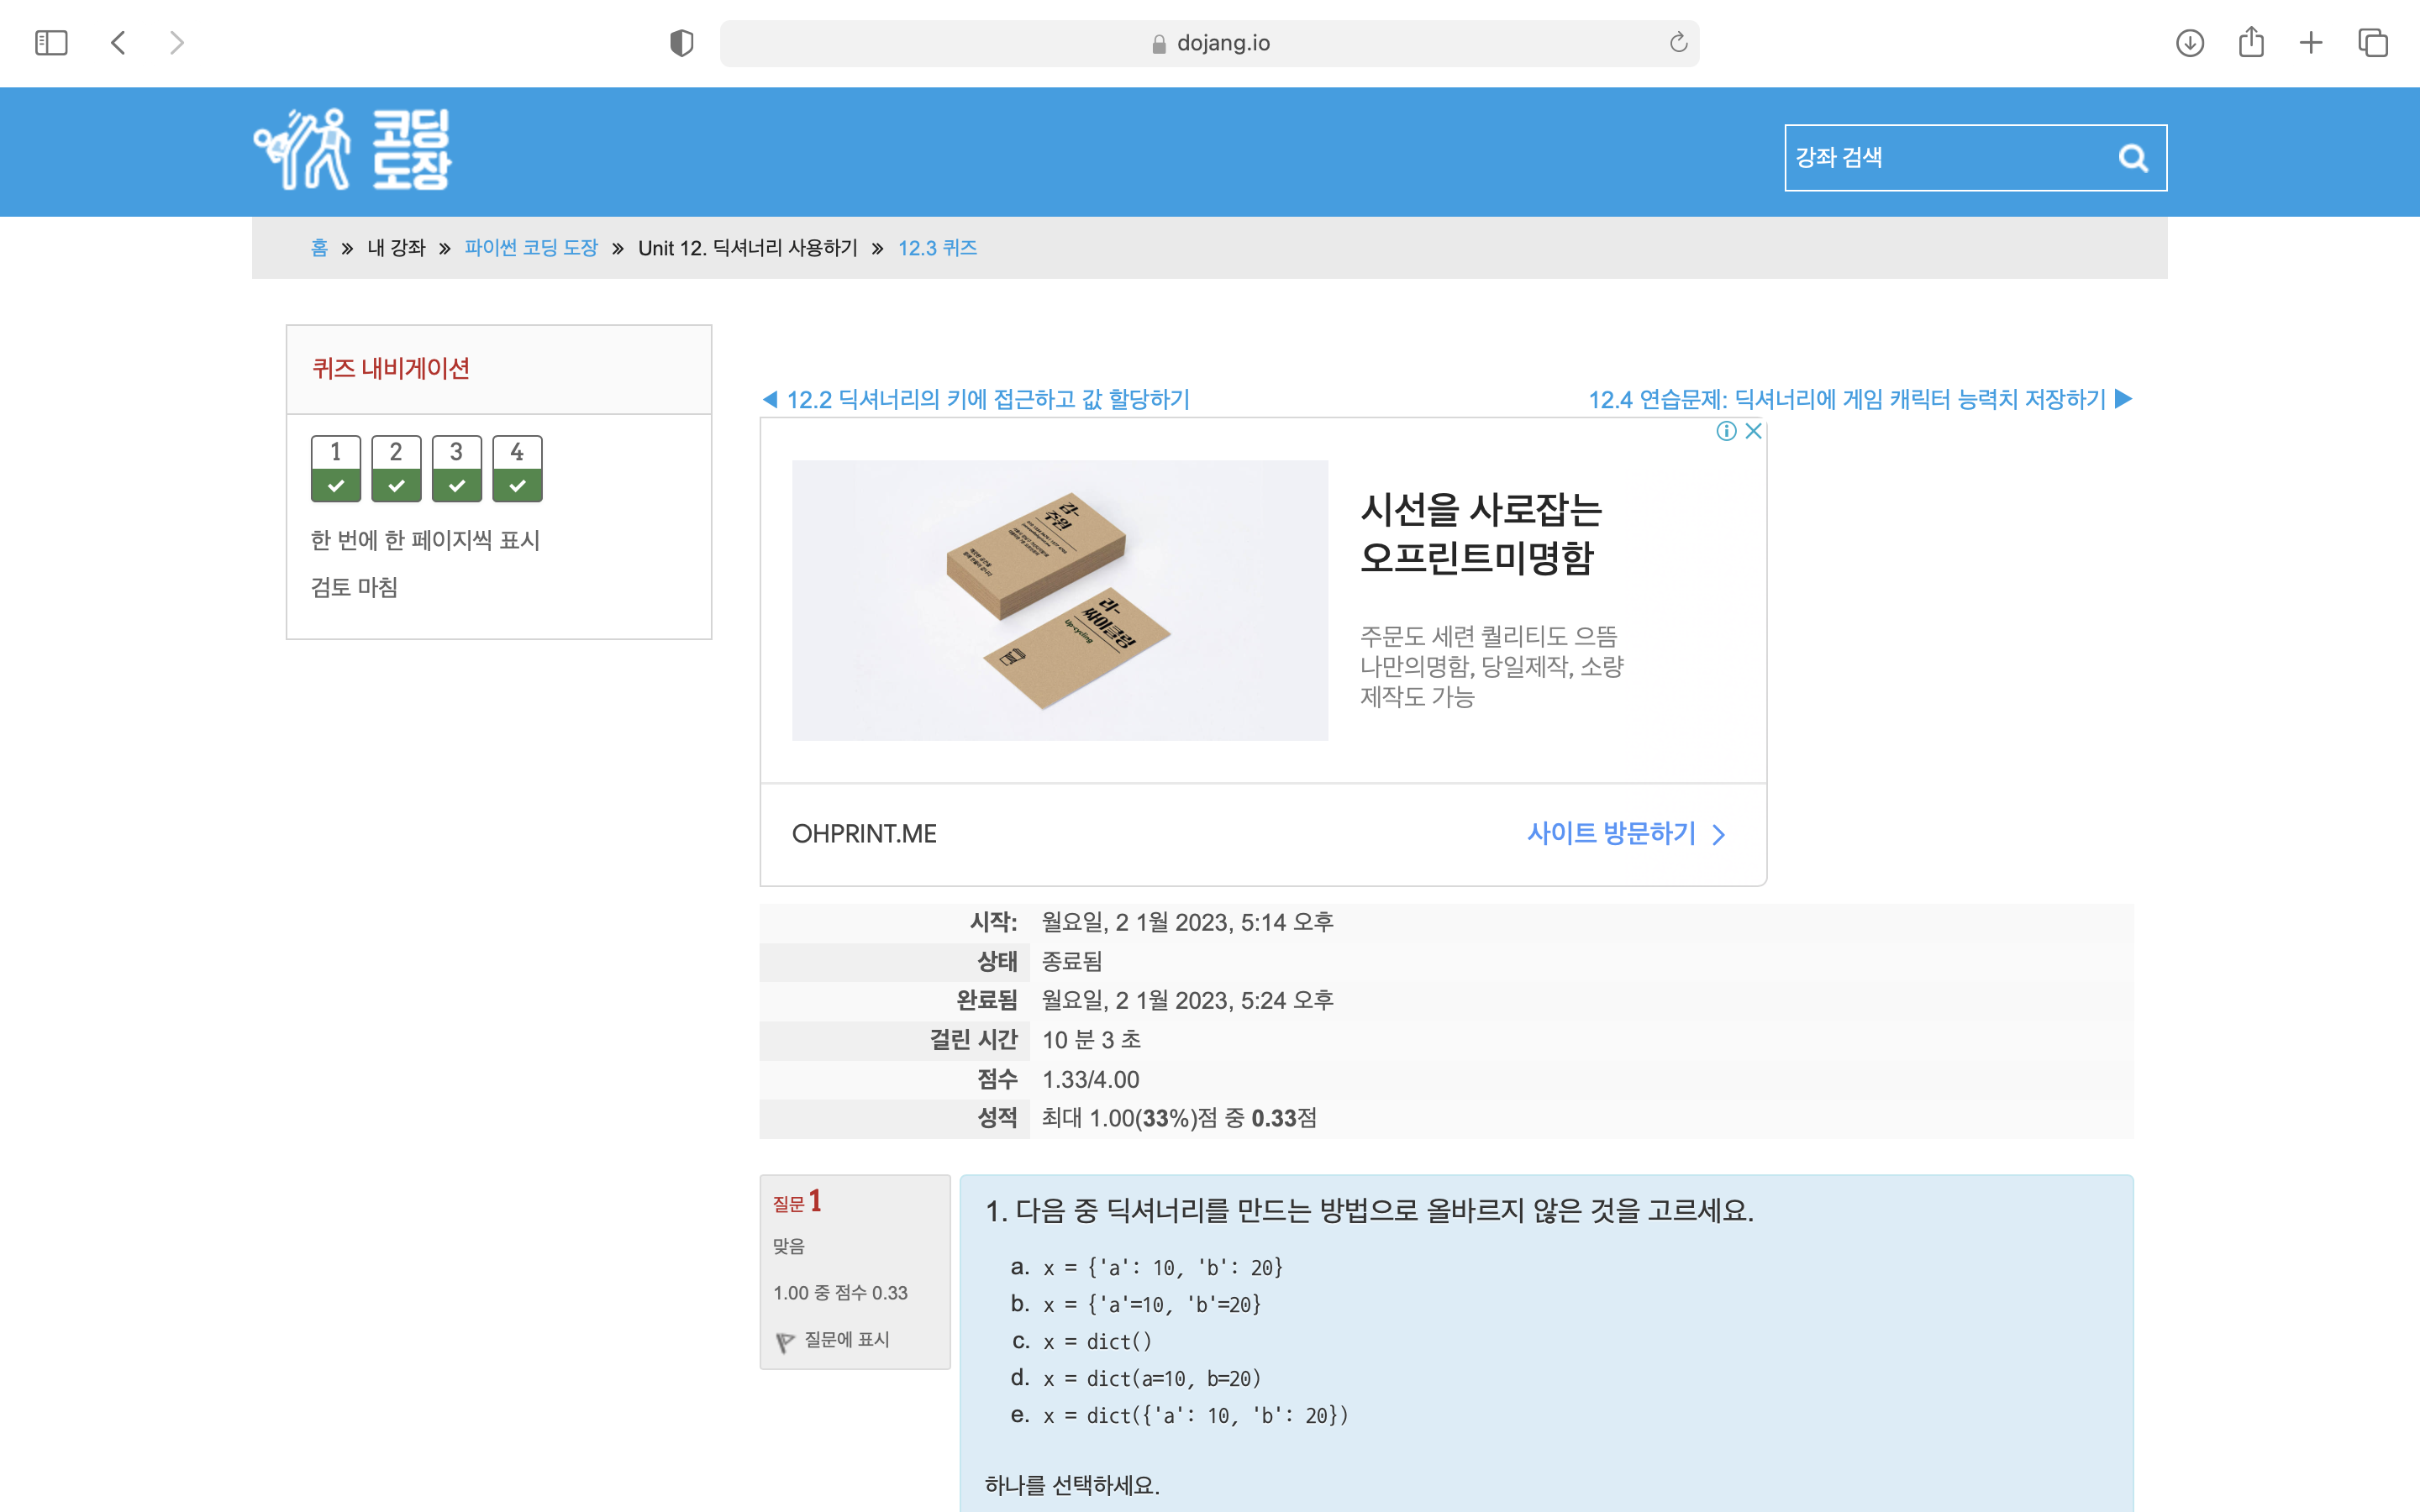 dojang.io
코딩
도장
강좌 검색
홈 » 내 강좌 » 파이썬 코딩 도장 » Unit 12. 딕셔너리 사용하기 » 12.3 퀴즈
퀴즈 내비게이션
1 2 3 4
한 번에 한 페이지씩 표시
검토 마침
◀ 12.2 딕셔너리의 키에 접근하고 값 할당하기
12.4 연습문제: 딕셔너리에 게임 캐릭터 능력치 저장하기 ▶
감-
주원
리-
싸이클링
Up-cycling
시선을 사로잡는
오프린트미명함
주문도 세련 퀄리티도 으뜸
나만의명함, 당일제작, 소량
제작도 가능
OHPRINT.ME
사이트 방문하기
시작: 월요일, 2 1월 2023, 5:14 오후
상태 종료됨
완료됨 월요일, 2 1월 2023, 5:24 오후
걸린 시간 10 분 3 초
점수 1.33/4.00
성적 최대 1.00(33%)점 중 0.33점
질문 1
맞음
1.00 중 점수 0.33
질문에 표시
1. 다음 중 딕셔너리를 만드는 방법으로 올바르지 않은 것을 고르세요.
a. x = {'a': 10, 'b': 20}
b. x = {'a'=10, 'b'=20}
c. x = dict()
d. x = dict(a=10, b=20)
e. x = dict({'a': 10, 'b': 20})
하나를 선택하세요.